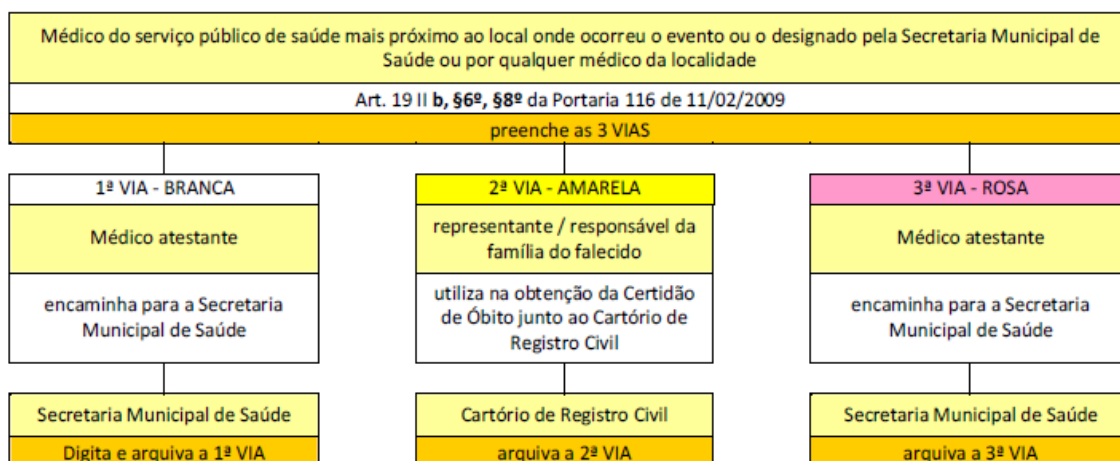 Médico do serviço público de saúde mais próximo ao local onde ocorreu o evento ou o designado pela Secretaria Municipal de
Saúde ou por qualquer médico da localidade
Art. 19 II b, §6º, §8º da Portaria 116 de 11/02/2009
preenche as 3 VIAS
1ª VIA - BRANCA
Médico atestante
encaminha para a Secretaria
Municipal de Saúde
Secretaria Municipal de Saúde
Digita e arquiva a 1ª VIA
2ª VIA - AMARELA
representante / responsável da
família do falecido
utiliza na obtenção da Certidão
de Óbito junto ao Cartório de
Registro Civil
Cartório de Registro Civil
arquiva a 2ª VIA
3ª VIA - ROSA
Médico atestante
encaminha para a Secretaria
Municipal de Saúde
Secretaria Municipal de Saúde
arquiva a 3ª VIA